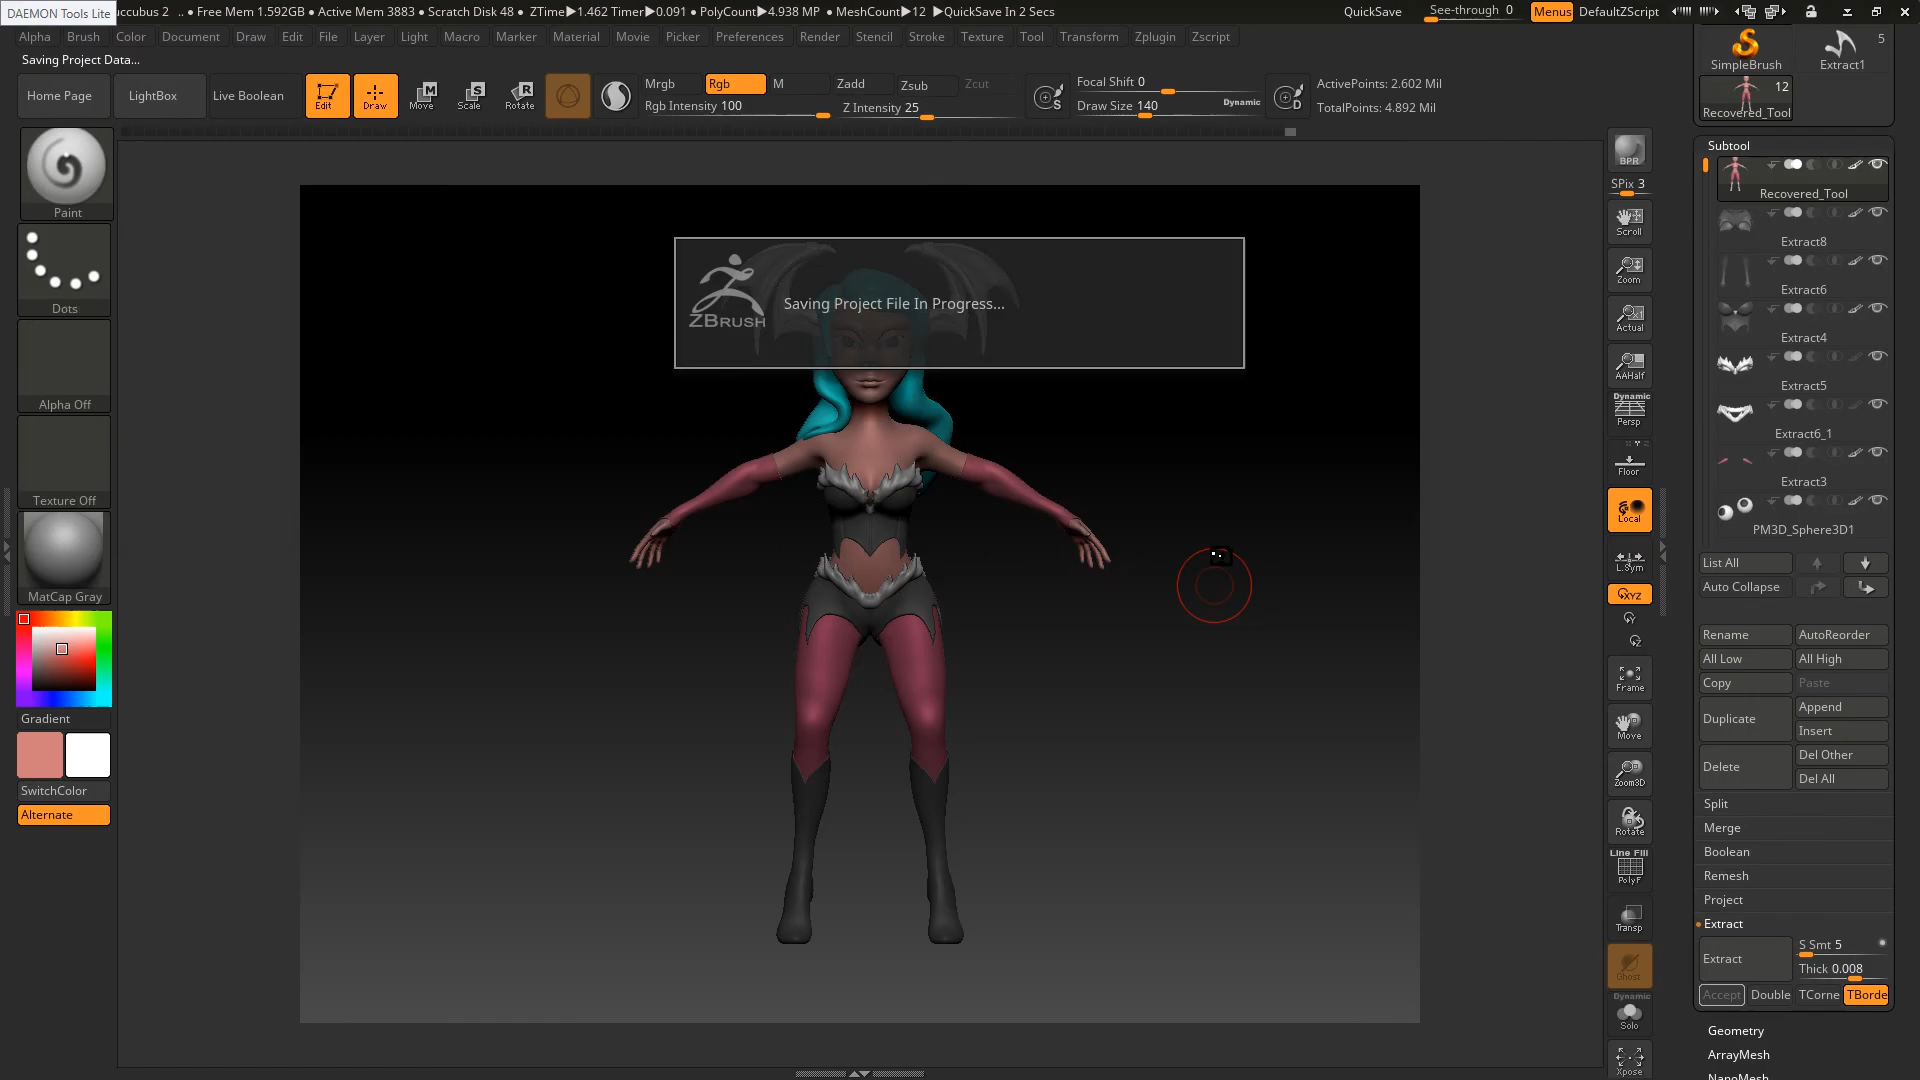 DAEMON Tools Lite
uccubus 2 .. ● Free Mem 1.592GB ● Active Mem 3883 ● Scratch Disk 48 ● ZTime▶1.462 Timer▶0.091 ● PolyCount▶4.938 MP ● MeshCount▶12 ▶QuickSave In 2 Secs QuickSave See-through 0 Menus DefaultZScript
Alpha Brush Color Document Draw Edit File Layer Light Macro Marker Material Movie Picker Preferences Render Stencil Stroke Texture Tool Transform Zplugin Zscript
Saving Project Data...
Home Page LightBox Live Boolean Edit Draw Move Scale Rotate
Mrgb Rgb M Zadd Zsub Zcut
Rgb Intensity 100 Z Intensity 25
Focal Shift 0
Draw Size 140 Dynamic
ActivePoints: 2.602 Mil
TotalPoints: 4.892 Mil
SimpleBrush 5 Extract1
12
Recovered_Tool
Paint
Dots
Alpha Off
Texture Off
MatCap Gray
Gradient
SwitchColor
Alternate
ZBRUSH
Saving Project File In Progress...
BPR
SPix 3
Scroll
Zoom
Actual
AAHalf
Dynamic
Persp
Floor
Local
L.Sym
XYZ
Y
Z
Frame
Move
Zoom3D
Rotate
Line Fill
PolyF
Transp
Ghost
Dynamic
Solo
Xpose
Subtool
Recovered_Tool
Extract8
Extract6
Extract4
Extract5
Extract6_1
Extract3
PM3D_Sphere3D1
List All
Auto Collapse
Rename AutoReorder
All Low All High
Copy Paste
Duplicate Append
Insert
Delete Del Other
Del All
Split
Merge
Boolean
Remesh
Project
Extract
Extract S Smt 5
Thick 0.008
Accept Double TCorne TBorde
Geometry
ArrayMesh
NanoMesh